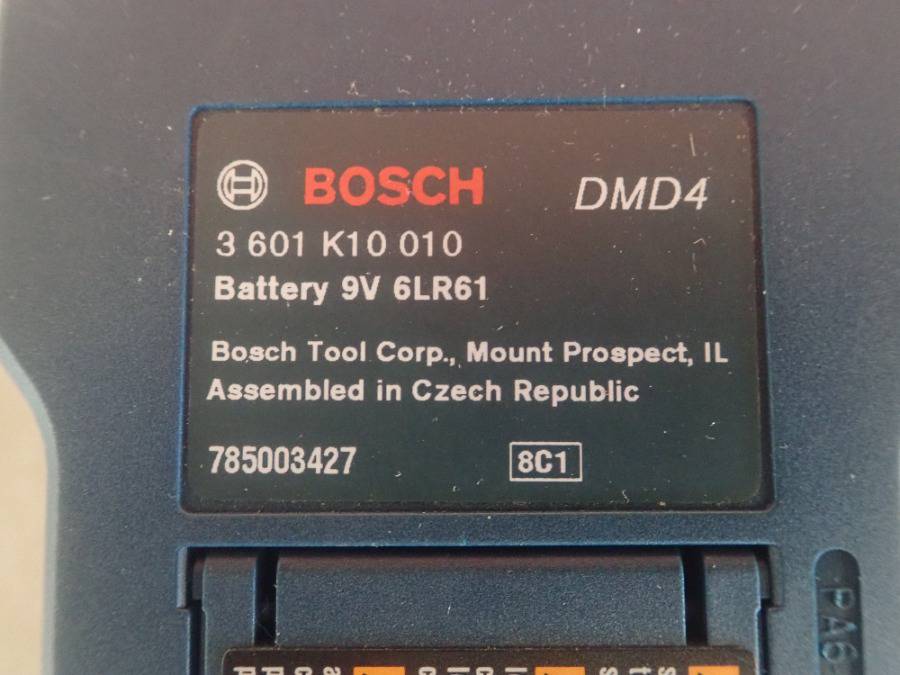 BOSCH DMD4
3 601 K10 010
Battery 9V 6LR61
Bosch Tool Corp., Mount Prospect, IL
Assembled in Czech Republic
785003427 8C1